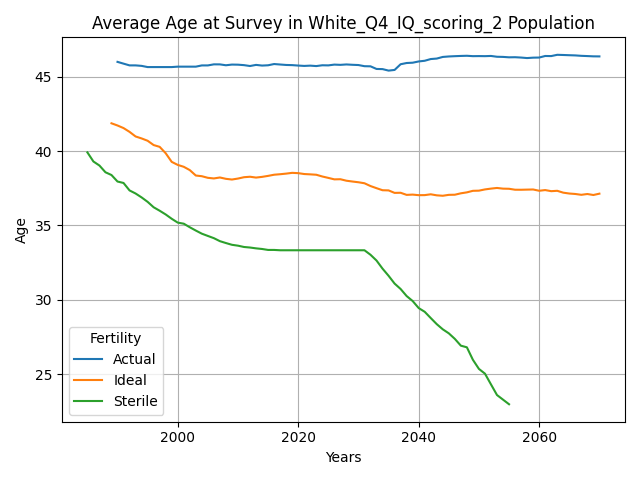 Average Age at Survey in White_Q4_IQ_scoring_2 Population
Age
45
40
35
30
25
Fertility
Actual
Ideal
Sterile
2000
2020
2040
2060
Years